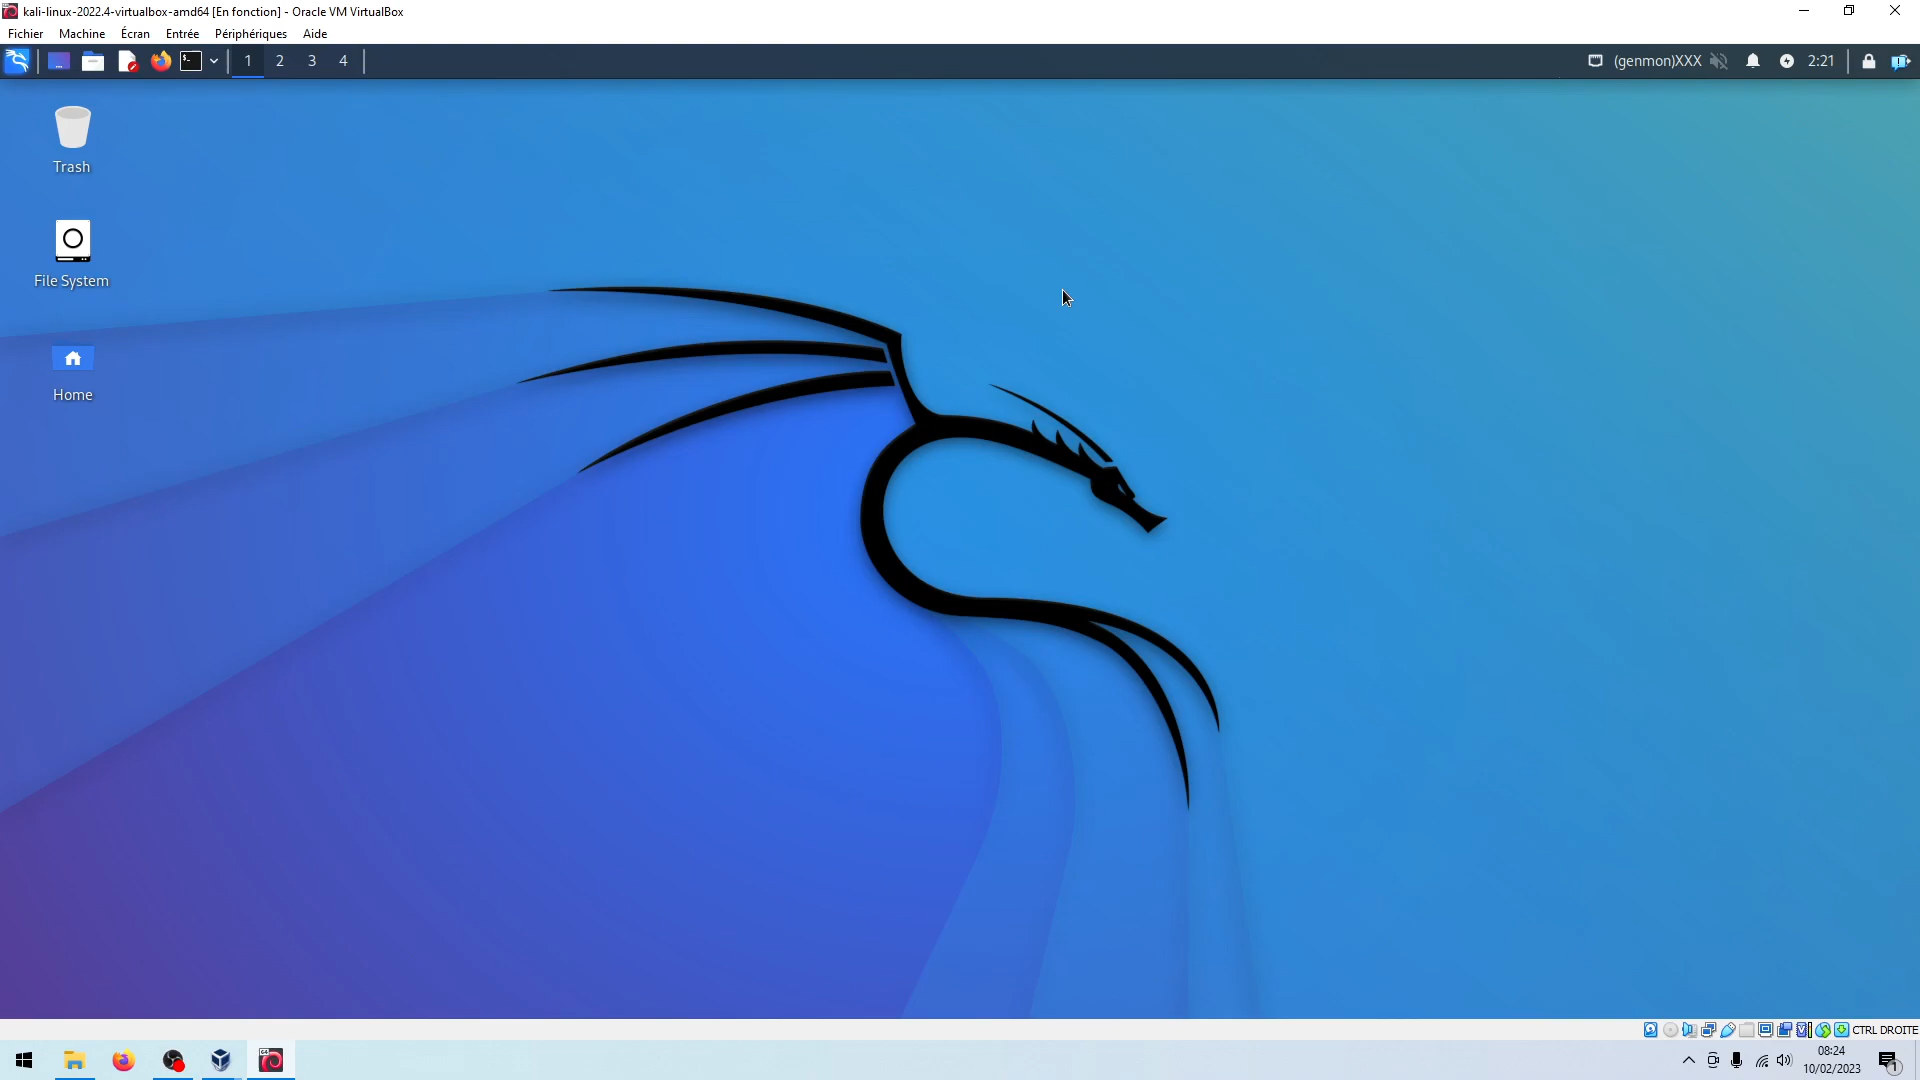 kali-linux-2022.4-virtualbox-amd64 [En fonction] - Oracle VM VirtualBox
Fichier Machine Écran Entrée Périphériques Aide
1 2 3 4 (genmon)XXX 2:21
Trash
File System
Home
CTRL DROITE
08:24
10/02/2023
1